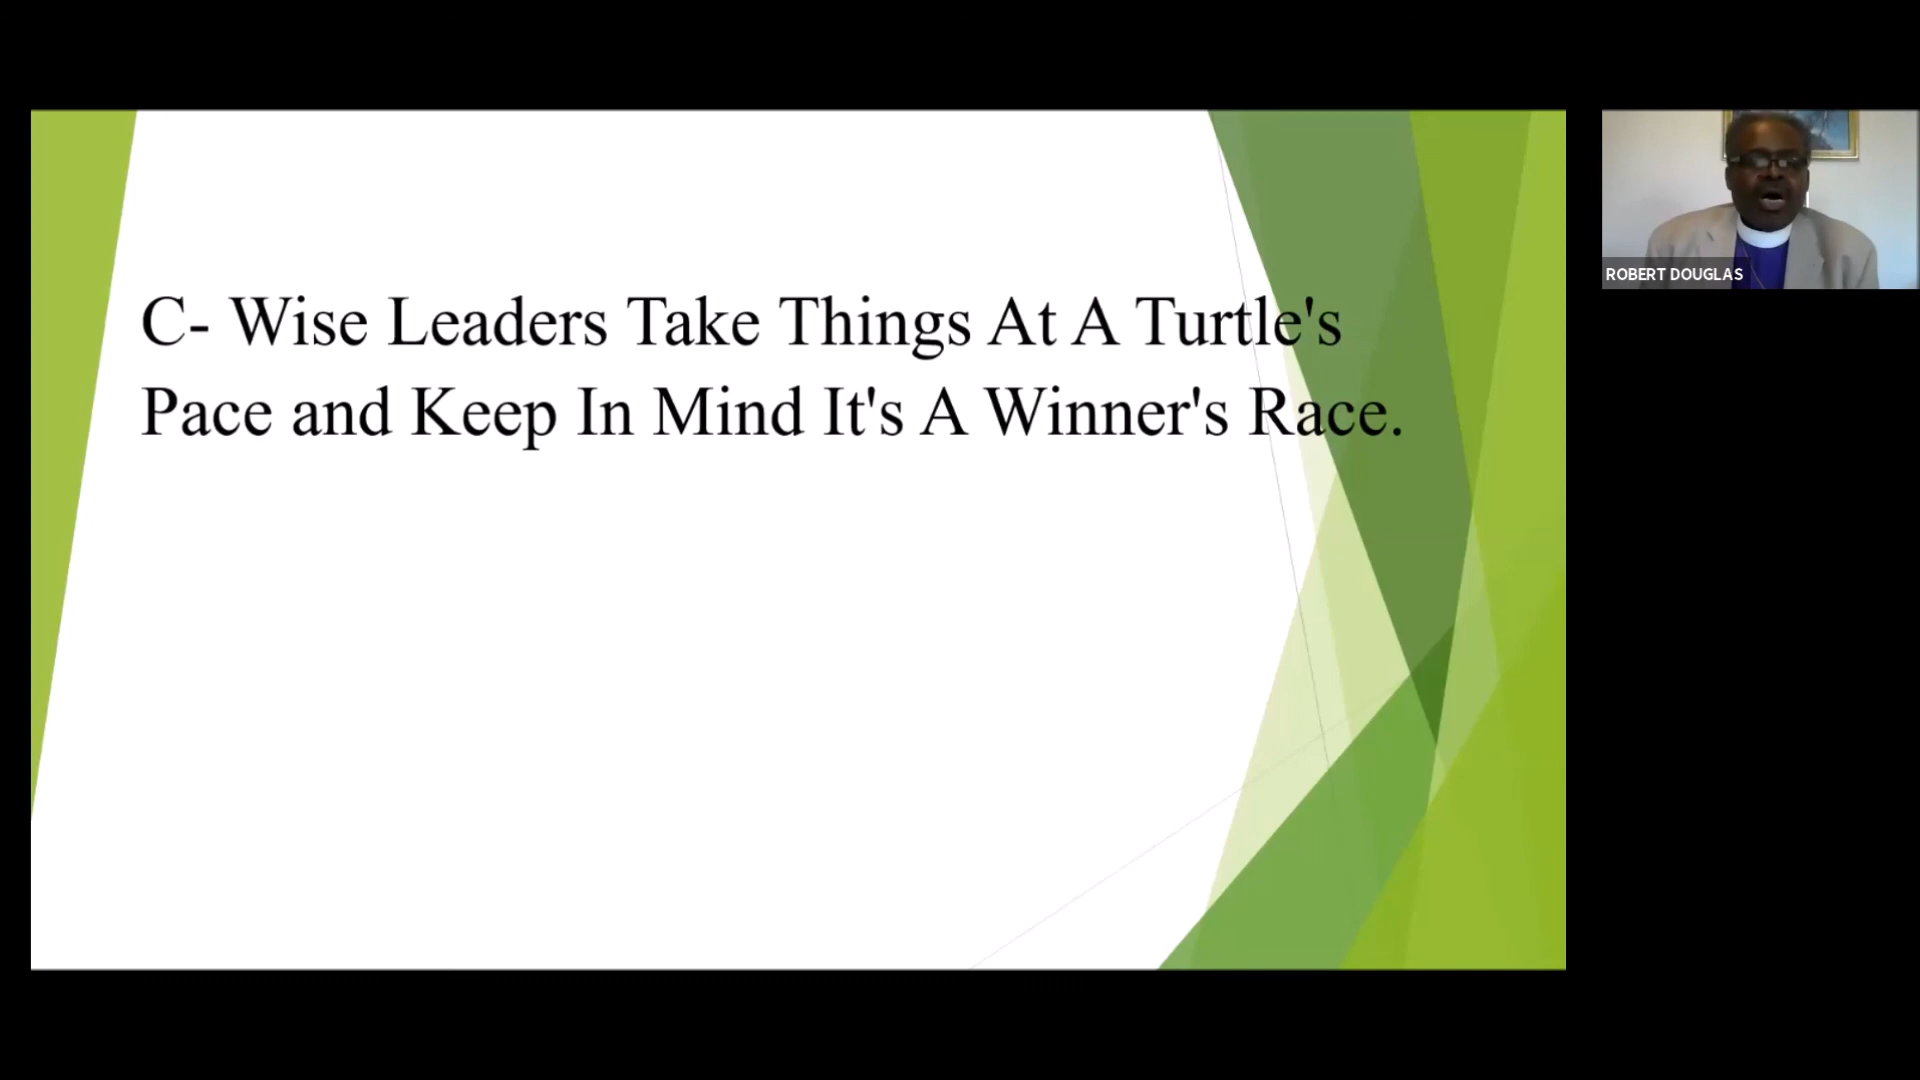 C- Wise Leaders Take Things At A Turtle's
Pace and Keep In Mind It's A Winner's Race.
ROBERT DOUGLAS